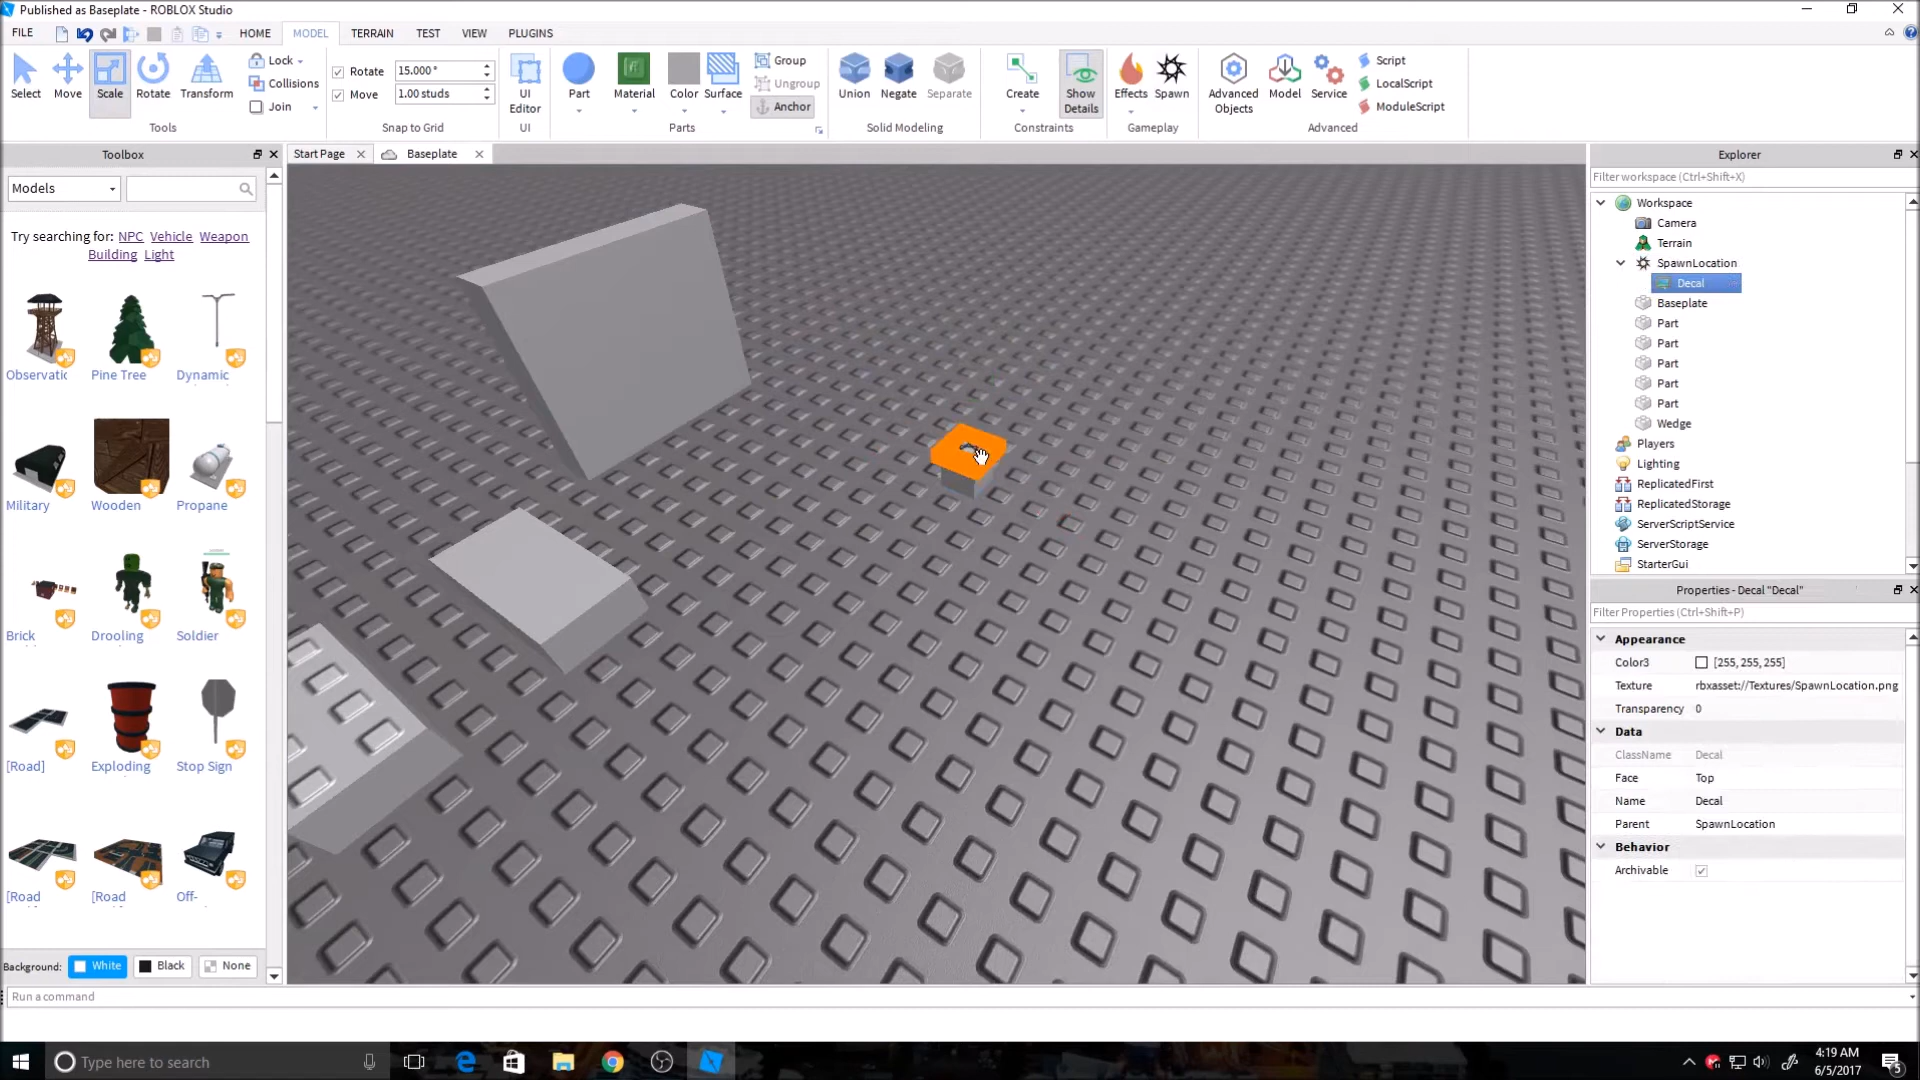 Published as Baseplate - ROBLOX Studio
FILE HOME MODEL TERRAIN TEST VIEW PLUGINS
Select Move Scale Rotate Transform
Lock
Collisions
Join
Tools
Rotate 15.000 °
Move 1.00 studs
Snap to Grid
UI Editor
UI
Part Material Color Surface
Group
Ungroup
Anchor
Parts
Union Negate Separate
Solid Modeling
Create Show Details
Constraints
Effects Spawn
Gameplay
Advanced Objects Model Service
Script
LocalScript
ModuleScript
Advanced
Toolbox
Models
Try searching for: NPC Vehicle Weapon
Building Light
Observatic Pine Tree Dynamic
Military Wooden Propane
Brick Drooling Soldier
[Road] Exploding Stop Sign
[Road [Road Off-
Background: White Black None
Start Page Baseplate
Explorer
Filter workspace (Ctrl+Shift+X)
Workspace
Camera
Terrain
SpawnLocation
Decal
Baseplate
Part
Part
Part
Part
Part
Wedge
Players
Lighting
ReplicatedFirst
ReplicatedStorage
ServerScriptService
ServerStorage
StarterGui
Properties - Decal "Decal"
Filter Properties (Ctrl+Shift+P)
Appearance
Color3 [255, 255, 255]
Texture rbxasset://Textures/SpawnLocation.png
Transparency 0
Data
ClassName Decal
Face Top
Name Decal
Parent SpawnLocation
Behavior
Archivable
Run a command
Type here to search
4:19 AM
6/5/2017
5